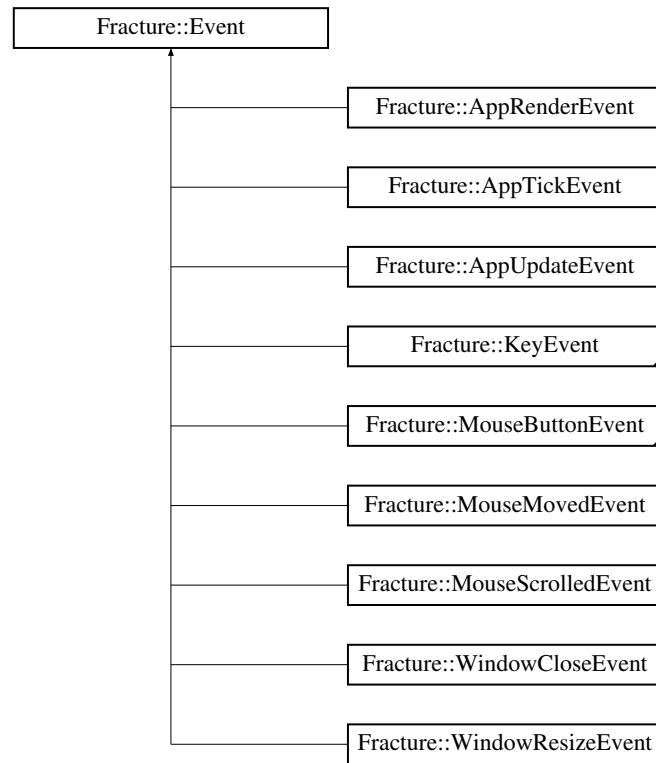 Fracture::Event
Fracture::AppRenderEvent
Fracture::AppTickEvent
Fracture::AppUpdateEvent
Fracture::KeyEvent
Fracture::MouseButtonEvent
Fracture::MouseMovedEvent
Fracture::MouseScrolledEvent
Fracture::WindowCloseEvent
Fracture::WindowResizeEvent